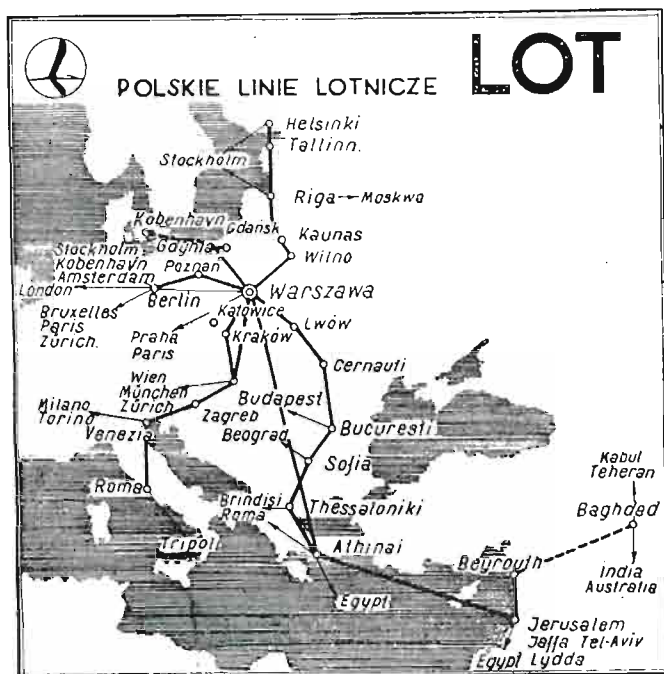 POLSKIE LINIE LOTNICZE LOT
Helsinki
Tallinn.
Stockholm
Riga → Moskwa
København
Gdańsk
Kaunas
Stockholm
Gdynia
Wilno
København
Poznań
Amsterdam
London
Berlin
WARSZAWA
Bruxelles
Katowice
Paris
Lwów
Zürich.
Praha
Kraków
Paris
Cernauti
Wien
München
Budapest
Milano
Zürich
Torino
Zagreb
Bucuresti
Venezia
Beograd
Sofia
Kabul
Teheran
Roma
Brindisi
Thessaloniki
Roma
Baghdad
Tripoli
Athinai
Beyrouth
India
Australia
Egypt
Jerusalem
Jaffa Tel-Aviv
Egypt Lydda